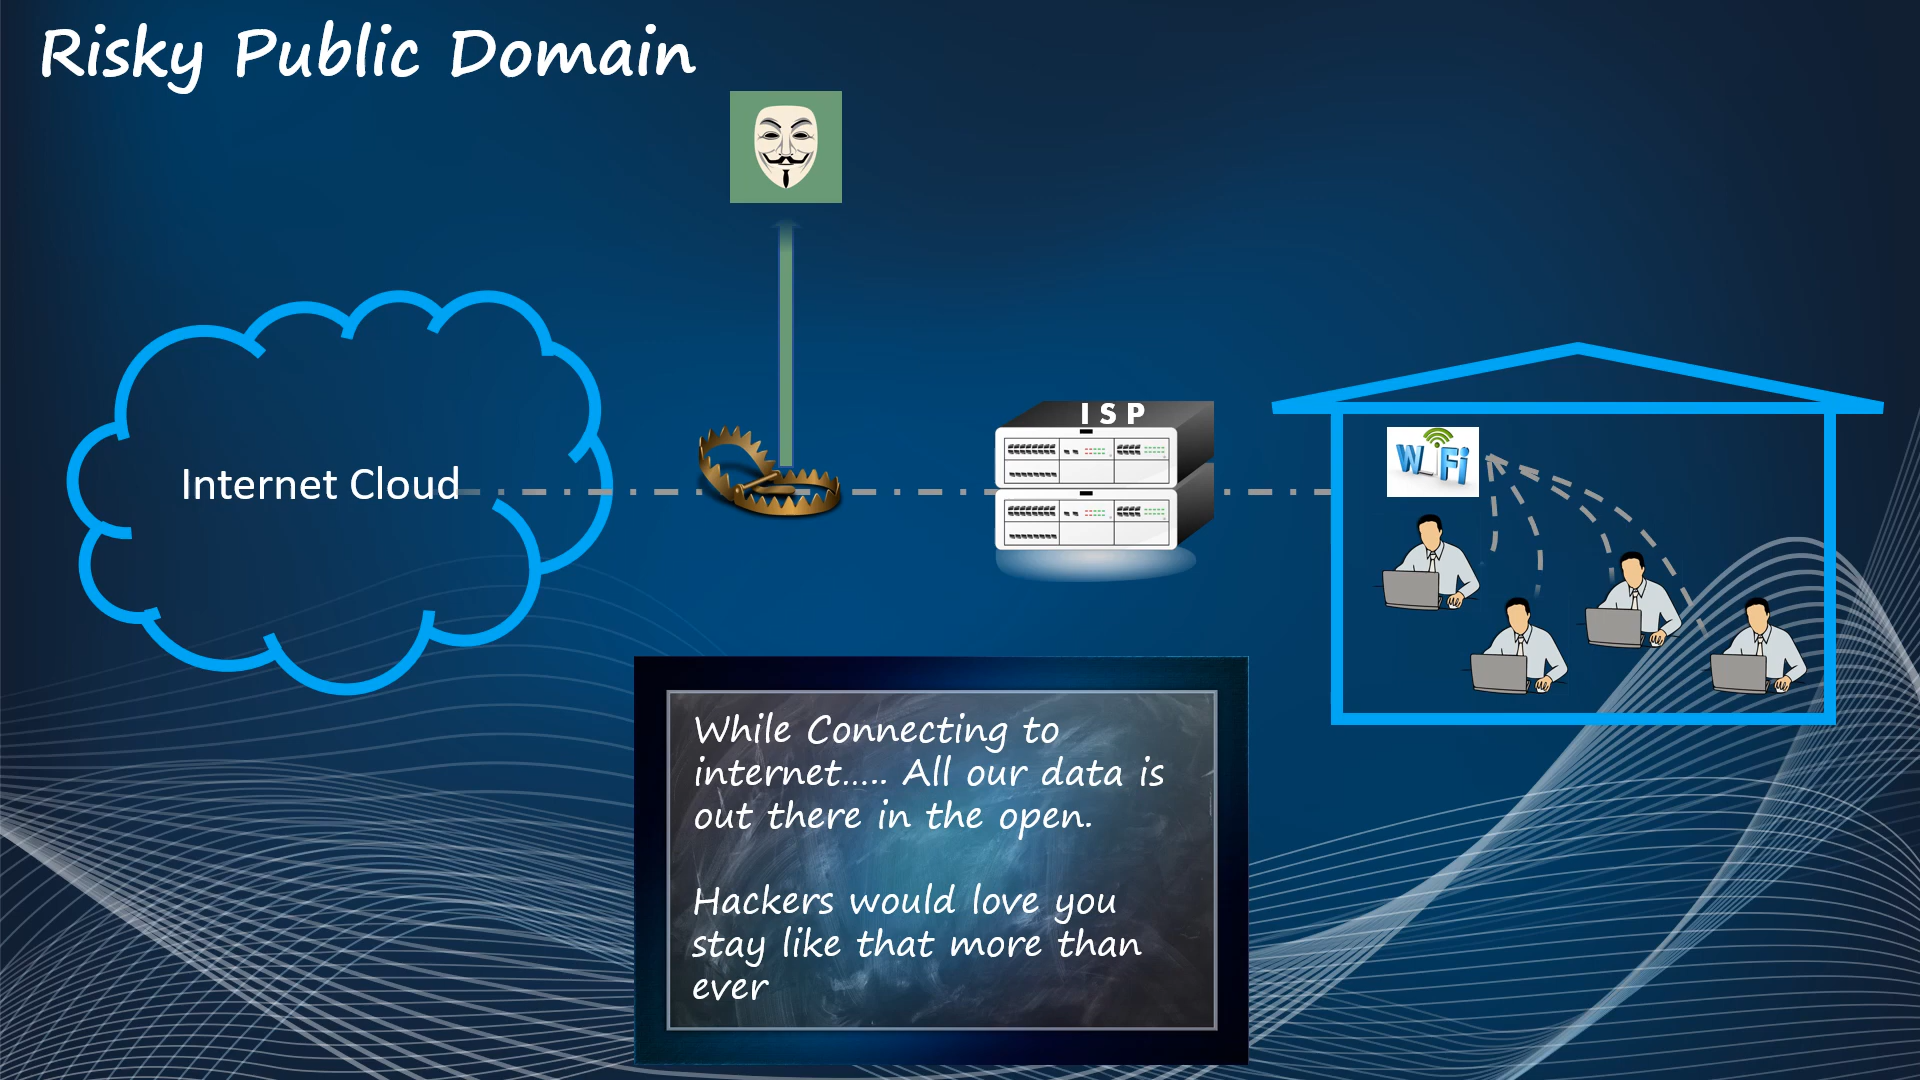 Risky Public Domain
Internet Cloud
ISP
WiFi
While Connecting to
internet..... All our data is
out there in the open.
Hackers would love you
stay like that more than
ever